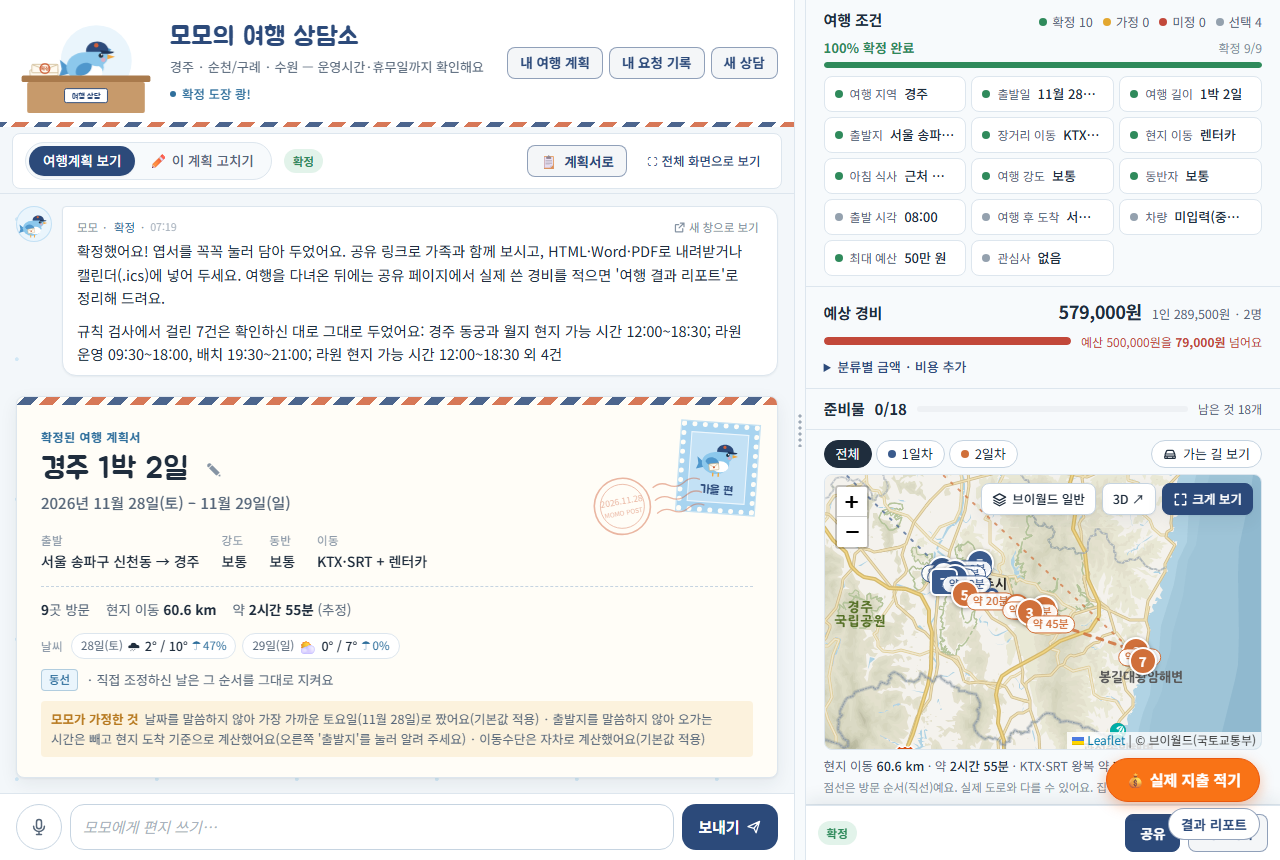 모모의 여행 상담소
경주 · 순천/구례 · 수원 — 운영시간·휴무일까지 확인해요
확정 도장 쾅!
여행 상담
내 여행 계획
내 요청 기록
새 상담
여행계획 보기
이 계획 고치기
확정
계획서로
전체 화면으로 보기
모모 · 확정 · 07:19
새 창으로 보기
확정했어요! 엽서를 꼭꼭 눌러 담아 두었어요. 공유 링크로 가족과 함께 보시고, HTML·Word·PDF로 내려받거나
캘린더(.ics)에 넣어 두세요. 여행을 다녀온 뒤에는 공유 페이지에서 실제 쓴 경비를 적으면 '여행 결과 리포트'로
정리해 드려요.
규칙 검사에서 걸린 7건은 확인하신 대로 그대로 두었어요: 경주 동궁과 월지 현지 가능 시간 12:00~18:30; 라원
운영 09:30~18:00, 배치 19:30~21:00; 라원 현지 가능 시간 12:00~18:30 외 4건
확정된 여행 계획서
경주 1박 2일
2026년 11월 28일(토) – 11월 29일(일)
2026.11.28
MOMO POST
가을 편
출발
서울 송파구 신천동 → 경주
강도
보통
동반
보통
이동
KTX·SRT + 렌터카
9곳 방문 현지 이동 60.6 km 약 2시간 55분 (추정)
날씨 28일(토) 2° / 10° 47% 29일(일) 0° / 7° 0%
동선 · 직접 조정하신 날은 그 순서를 그대로 지켜요
모모가 가정한 것 날짜를 말씀하지 않아 가장 가까운 토요일(11월 28일)로 짰어요(기본값 적용) · 출발지를 말씀하지 않아 오가는
시간은 빼고 현지 도착 기준으로 계산했어요(오른쪽 '출발지'를 눌러 알려 주세요) · 이동수단은 자차로 계산했어요(기본값 적용)
모모에게 편지 쓰기…
보내기
여행 조건
확정 10 가정 0 미정 0 선택 4
100% 확정 완료
확정 9/9
여행 지역 경주
출발일 11월 28…
여행 길이 1박 2일
출발지 서울 송파…
장거리 이동 KTX…
현지 이동 렌터카
아침 식사 근처 …
여행 강도 보통
동반자 보통
출발 시각 08:00
여행 후 도착 서…
차량 미입력(중…
최대 예산 50만 원
관심사 없음
예상 경비
579,000원 1인 289,500원 · 2명
예산 500,000원을 79,000원 넘어요
분류별 금액 · 비용 추가
준비물 0/18
남은 것 18개
전체
1일차
2일차
가는 길 보기
+
−
브이월드 일반
3D ↗
크게 보기
경주
국립공원
5
약 20분
3
약 45분
7
봉길대왕암해변
Leaflet | © 브이월드(국토교통부)
현지 이동 60.6 km · 약 2시간 55분 · KTX·SRT 왕복 약
점선은 방문 순서(직선)예요. 실제 도로와 다를 수 있어요.
실제 지출 적기
확정
공유
결과 리포트